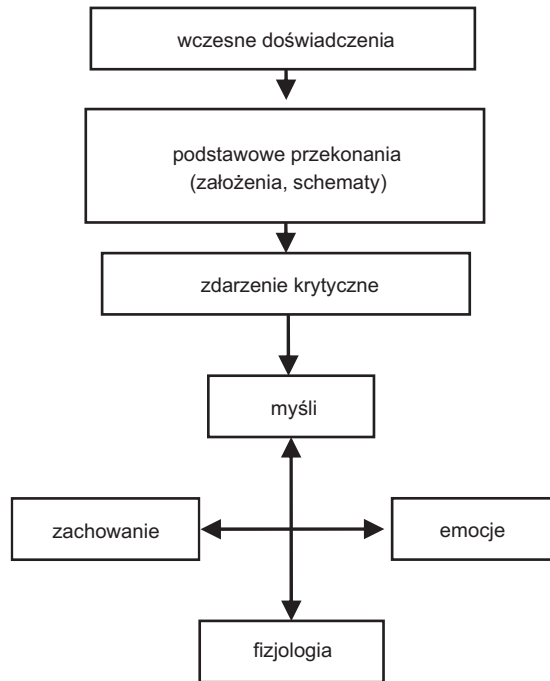 wczesne doświadczenia
podstawowe przekonania
(założenia, schematy)
zdarzenie krytyczne
myśli
zachowanie
emocje
fizjologia